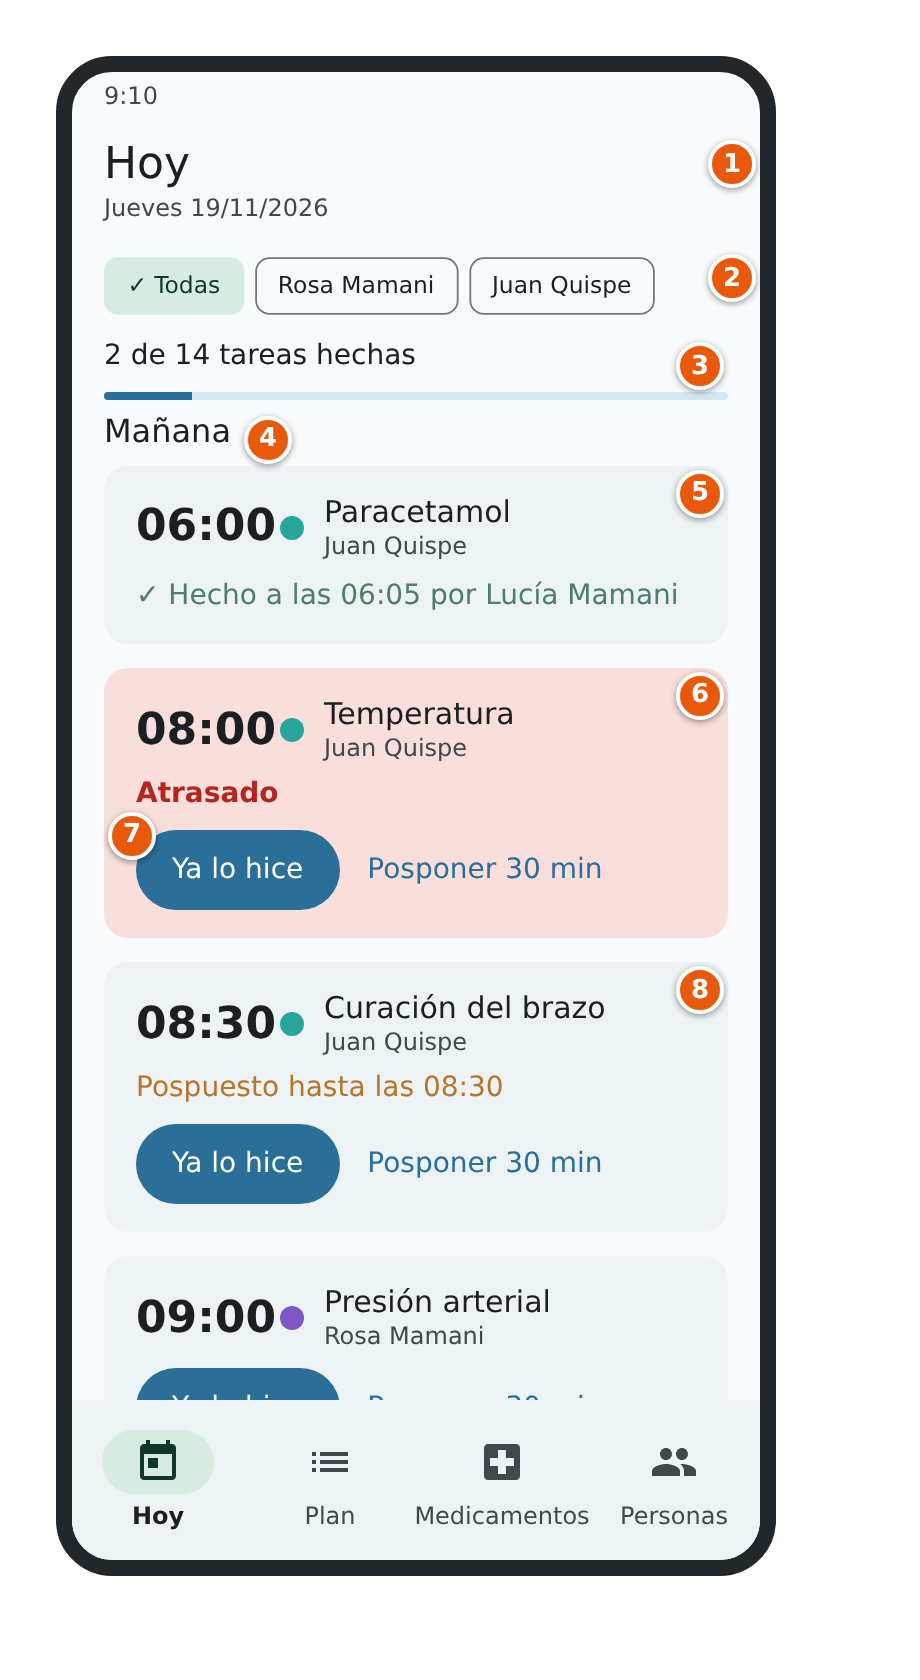 9:10
Hoy
1
Jueves 19/11/2026
✓ Todas
Rosa Mamani
Juan Quispe
2
2 de 14 tareas hechas
3
Mañana
4
5
06:00
Paracetamol
Juan Quispe
✓ Hecho a las 06:05 por Lucía Mamani
6
08:00
Temperatura
Juan Quispe
Atrasado
7
Ya lo hice
Posponer 30 min
8
08:30
Curación del brazo
Juan Quispe
Pospuesto hasta las 08:30
Ya lo hice
Posponer 30 min
09:00
Presión arterial
Rosa Mamani
Hoy
Plan
Medicamentos
Personas